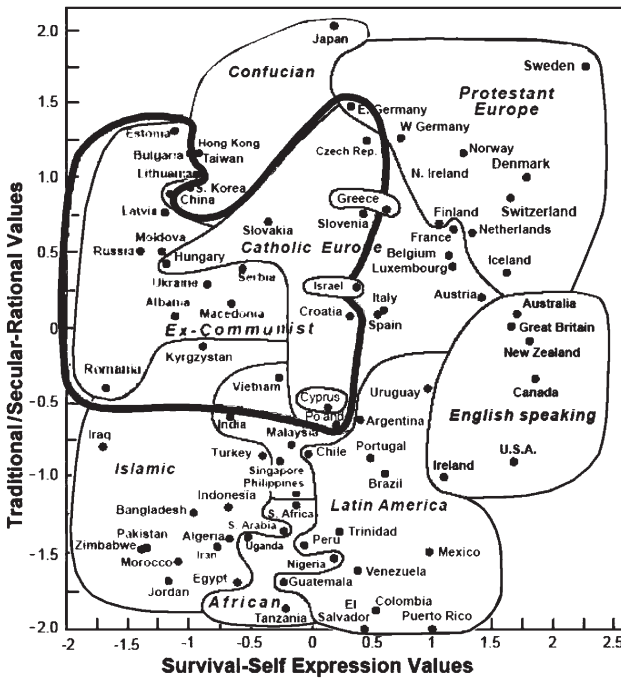 2.0
Japan
Confucian
Sweden
Protestant
Europe
1.5
E. Germany
Estonia
W Germany
Hong Kong
Czech Rep.
Norway
Bulgaria
Taiwan
Lithuania
N. Ireland
Denmark
1.0
S. Korea
China
Greece
Switzerland
Latvia
Slovenia
Finland
Slovakia
France
Netherlands
Moldova
Catholic Europe
0.5
Russia
Hungary
Belgium
Luxembourg
Iceland
Serbia
Ukraine
Israel
Austria
Albania
Macedonia
Italy
Australia
0
Croatia
Spain
Great Britain
Ex-Communist
New Zealand
Kyrgzystan
Romania
Vietnam
Canada
Uruguay
Cyprus
-0.5
Poland
English speaking
India
Argentina
Iraq
Malaysia
Chile
Turkey
U.S.A.
Islamic
Singapore
Portugal
Ireland
-1.0
Philippines
Brazil
Indonesia
Latin America
Bangladesh
S. Africa
S. Arabia
Trinidad
Pakistan
Algeria
Uganda
Peru
Zimbabwe
Iran
Mexico
-1.5
Morocco
Nigeria
Venezuela
Jordan
Egypt
Guatemala
African
El
Salvador
Colombia
Tanzania
Puerto Rico
-2.0
-2 -1.5 -1 -0.5 0 0.5 1 1.5 2 2.5
Survival-Self Expression Values
Traditional/Secular-Rational Values